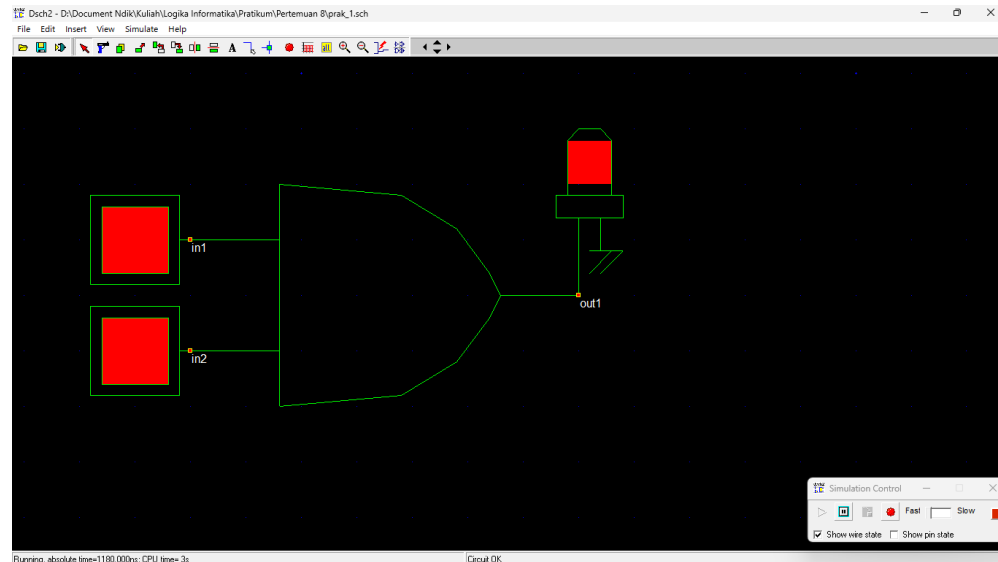 Dsch2 - D:\Document Ndik\Kuliah\Logika Informatika\Pratikum\Pertemuan 8\prak_1.sch
File Edit Insert View Simulate Help
in1
out1
in2
Simulation Control
Fast Slow
Show wire state Show pin state
Running, absolute time=1180.000ns; CPU time= 3s Circuit OK